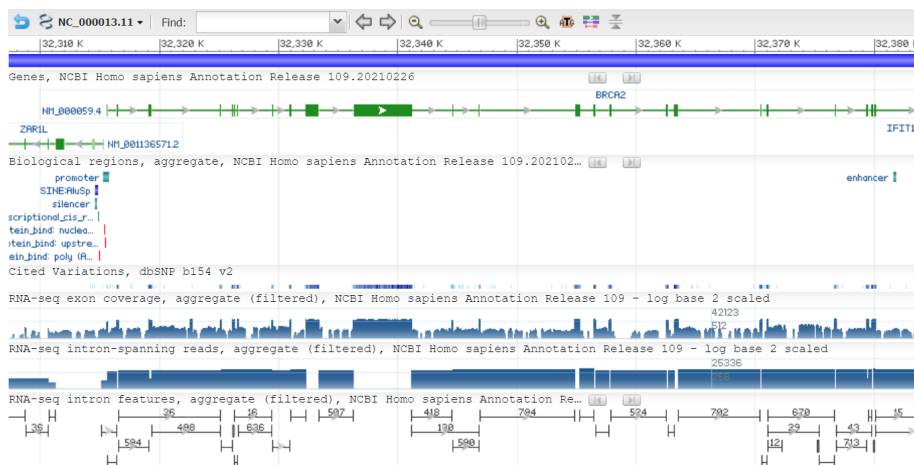 NC_000013.11 Find:
32,310 K 32,320 K 32,330 K 32,340 K 32,350 K 32,360 K 32,370 K 32,380 K
Genes, NCBI Homo sapiens Annotation Release 109.20210226
BRCA2
NM_000059.4
ZAR1L IFIT1
NM_001136571.2
Biological regions, aggregate, NCBI Homo sapiens Annotation Release 109.202102…
promoter enhancer
SINE:AluSp
silencer
scriptional_cis_r…
tein_bind: nuclea…
otein_bind: upstre…
ein_bind: poly (A…
Cited Variations, dbSNP b154 v2
RNA-seq exon coverage, aggregate (filtered), NCBI Homo sapiens Annotation Release 109 - log base 2 scaled
42123
512
RNA-seq intron-spanning reads, aggregate (filtered), NCBI Homo sapiens Annotation Release 109 - log base 2 scaled
25336
RNA-seq intron features, aggregate (filtered), NCBI Homo sapiens Annotation Re…
26 16 507 418 794 524 792 670 15
36 498 636 130 29 43
594 590 12 713